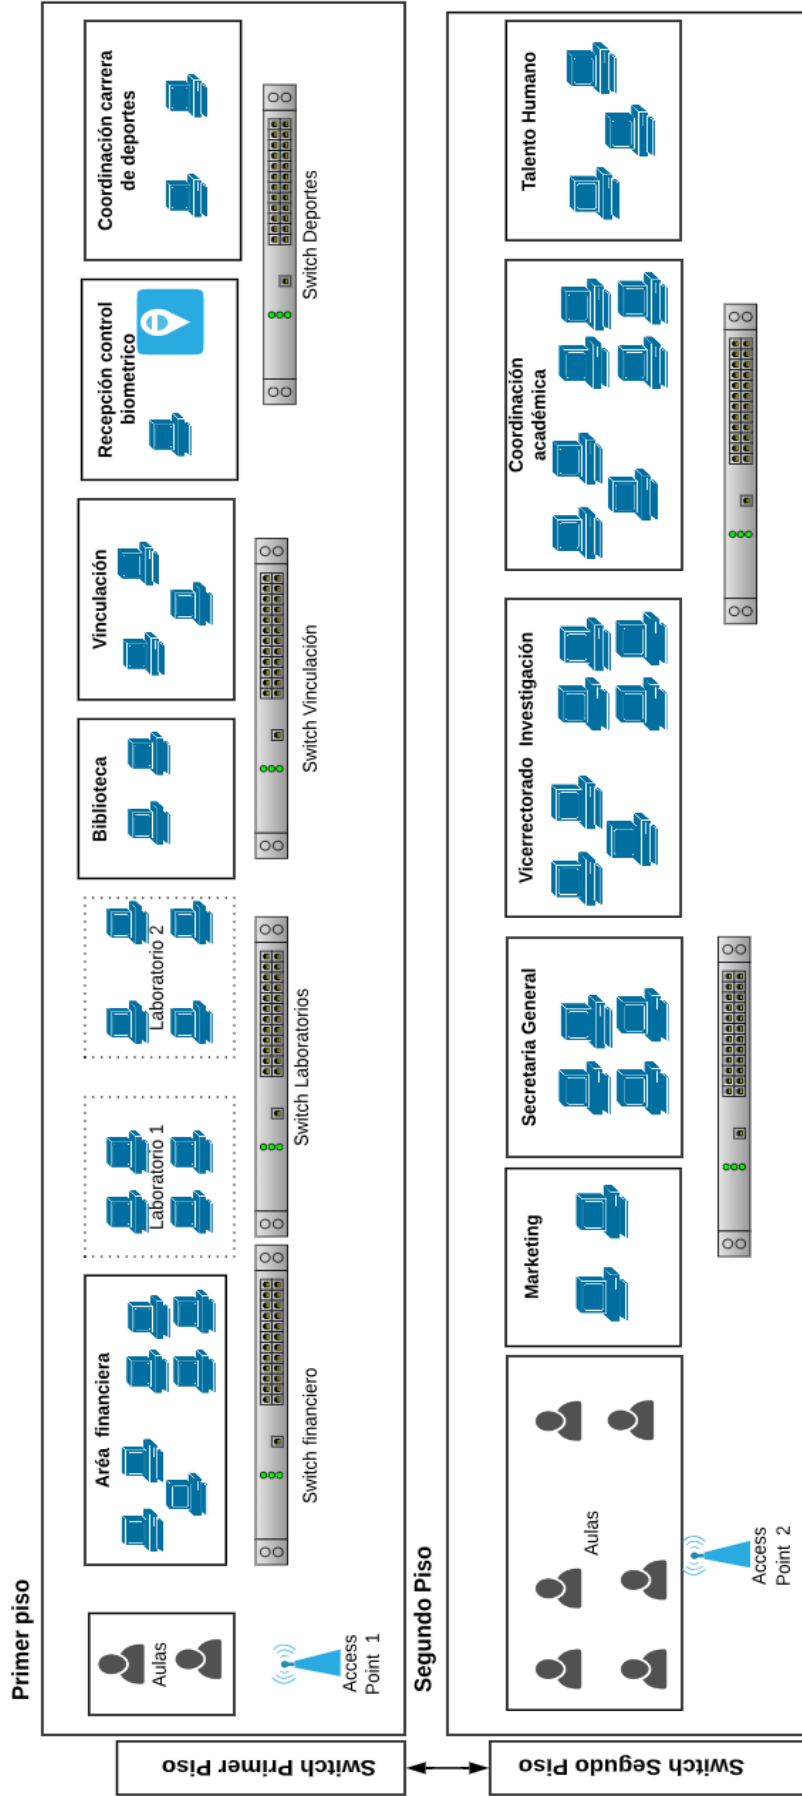 Primer piso
Aulas
Access
Point 1
Aréa financiera
Switch financiero
Laboratorio 1
Laboratorio 2
Switch Laboratorios
Biblioteca
Vinculación
Switch Vinculación
Recepción control
biometrico
Coordinación carrera
de deportes
Switch Deportes
Switch Primer Piso
Segundo Piso
Aulas
Access
Point 2
Marketing
Secretaria General
Vicerrectorado Investigación
Coordinación
académica
Talento Humano
Switch Segudo Piso